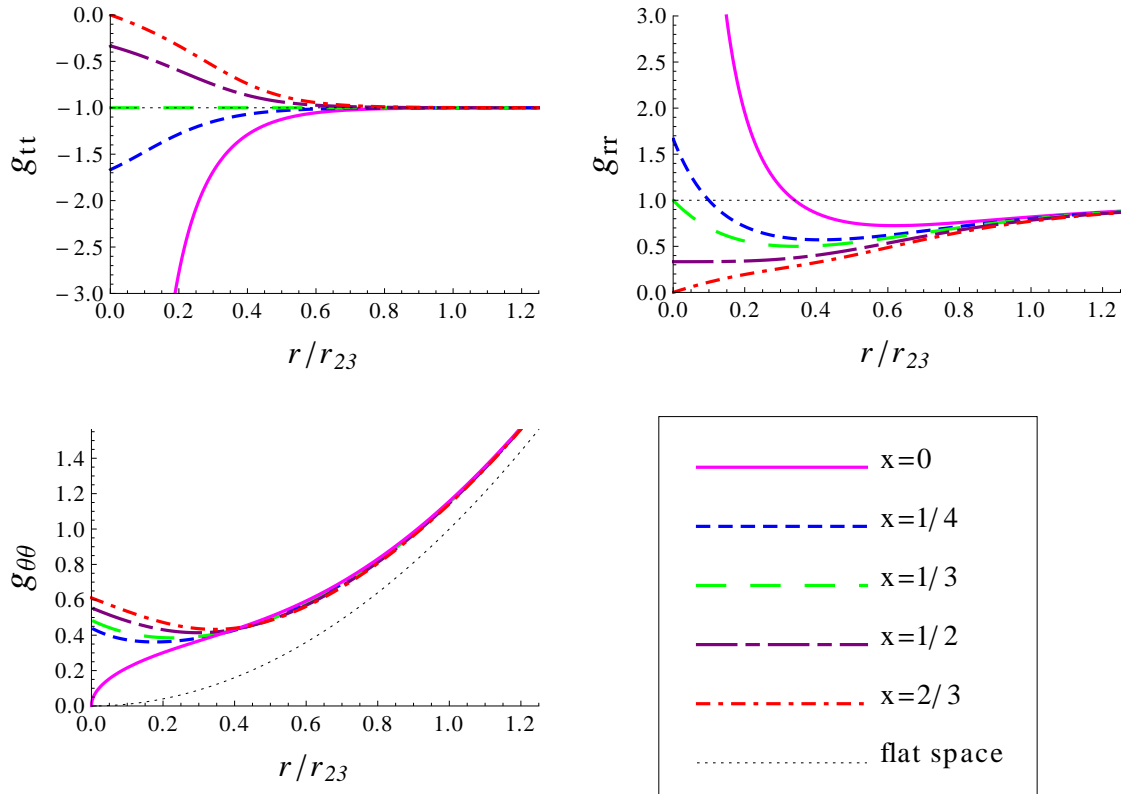 0.0
−0.5
−1.0
−1.5
−2.0
−2.5
−3.0
0.0 0.2 0.4 0.6 0.8 1.0 1.2
g_tt
r/r_23
3.0
2.5
2.0
1.5
1.0
0.5
0.0
0.0 0.2 0.4 0.6 0.8 1.0 1.2
g_rr
r/r_23
1.4
1.2
1.0
0.8
0.6
0.4
0.2
0.0
0.0 0.2 0.4 0.6 0.8 1.0 1.2
g_θθ
r/r_23
x=0
x=1/4
x=1/3
x=1/2
x=2/3
flat space